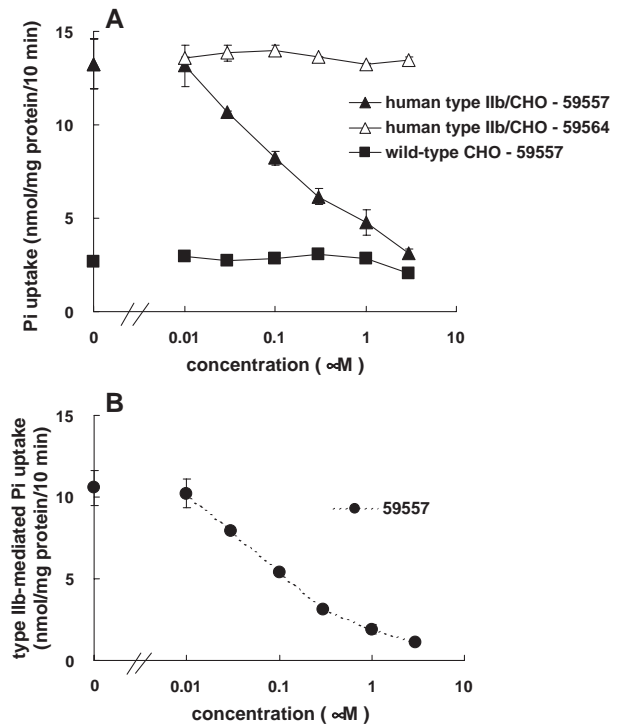 A
15
10
5
0
Pi uptake (nmol/mg protein/10 min)
human type IIb/CHO - 59557
human type IIb/CHO - 59564
wild-type CHO - 59557
0
0.01
0.1
1
10
concentration ( ∝M )
B
15
10
5
0
type IIb-mediated Pi uptake
(nmol/mg protein/10 min)
59557
0
0.01
0.1
1
10
concentration ( ∝M )